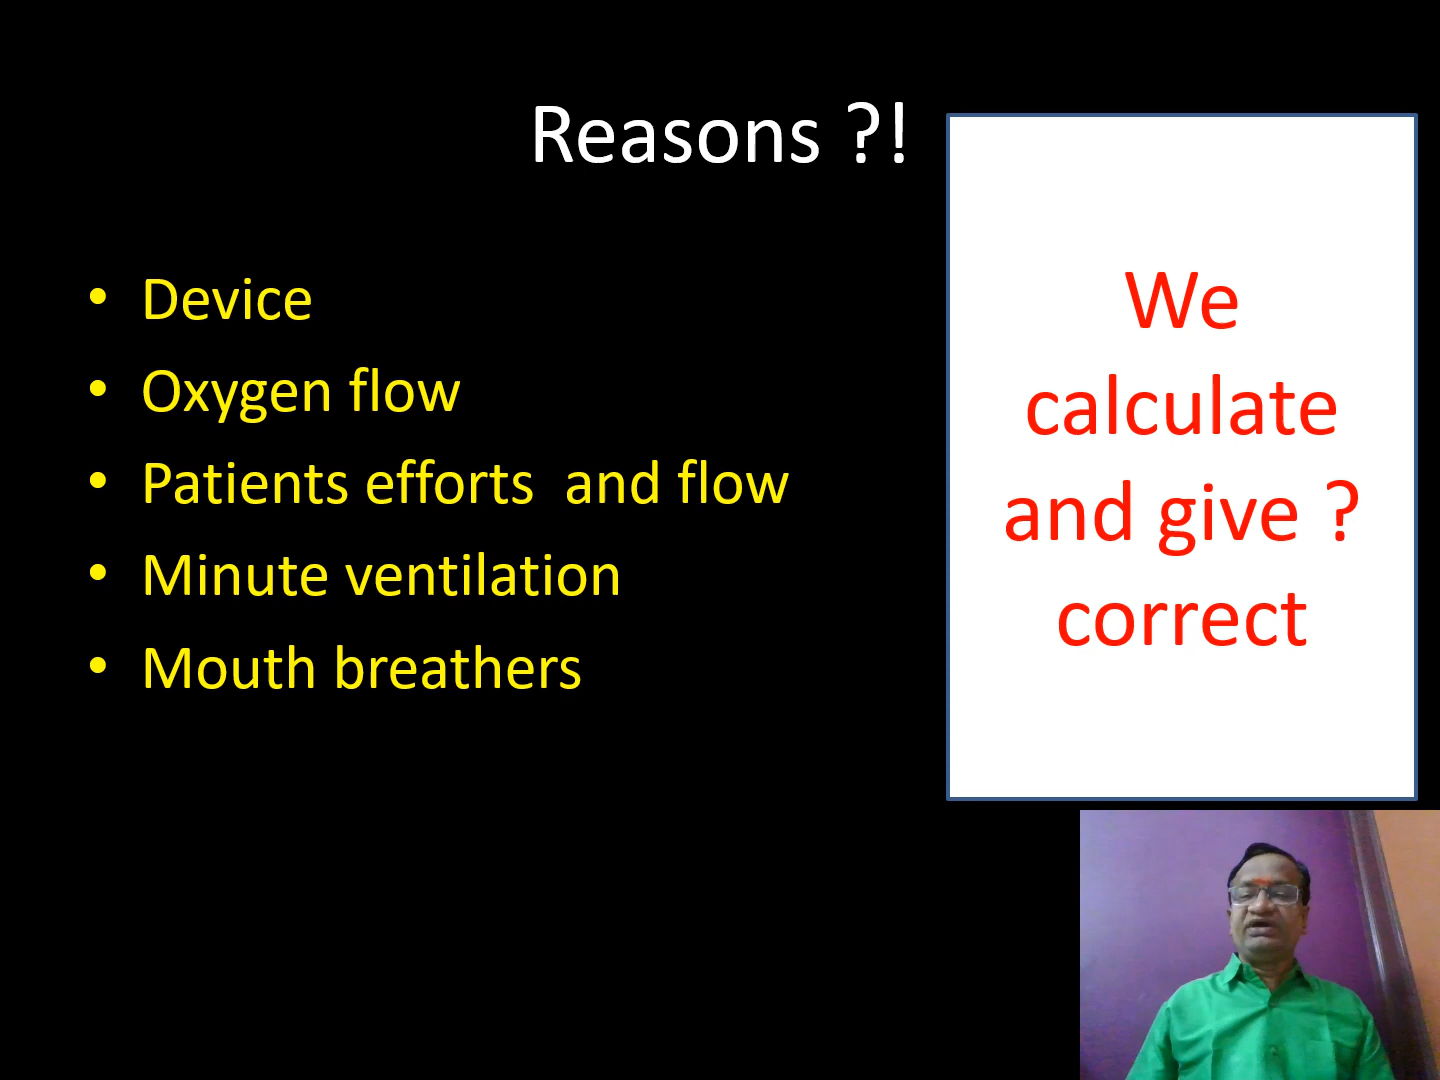 Reasons ?!
• Device
• Oxygen flow
• Patients efforts  and flow
• Minute ventilation
• Mouth breathers
We
calculate
and give ?
correct